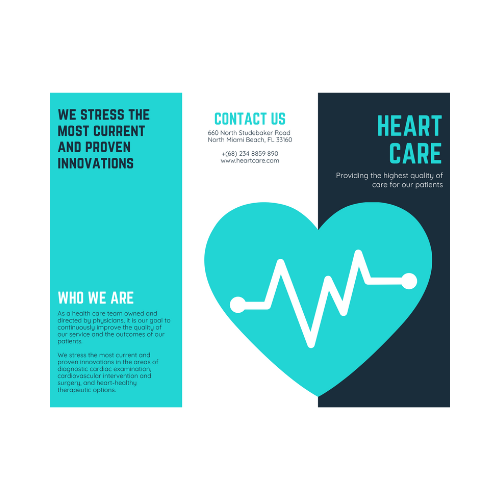 WE STRESS THE
MOST CURRENT
AND PROVEN
INNOVATIONS
WHO WE ARE
As a health care team owned and
directed by physicians, it is our goal to
continuously improve the quality of
our service and the outcomes of our
patients.
We stress the most current and
proven innovations in the areas of
diagnostic cardiac examination,
cardiovascular intervention and
surgery, and heart-healthy
therapeutic options.
CONTACT US
660 North Studebaker Road
North Miami Beach, FL 33160
+(68) 234 8859 890
www.heartcare.com
HEART
CARE
Providing the highest quality of
care for our patients